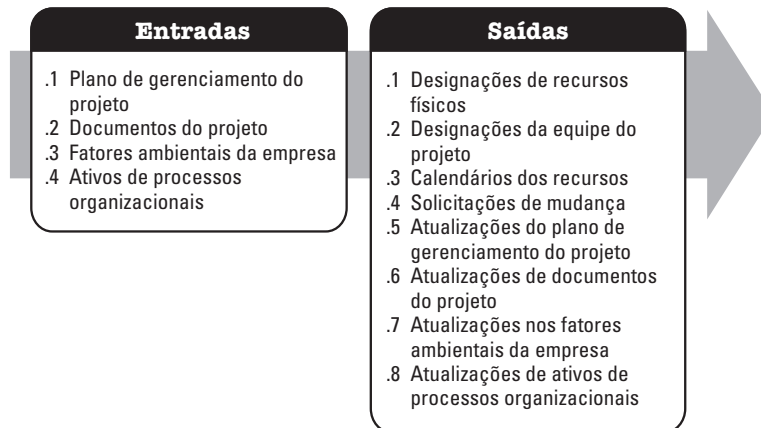 Entradas
.1 Plano de gerenciamento do
projeto
.2 Documentos do projeto
.3 Fatores ambientais da empresa
.4 Ativos de processos
organizacionais
Saídas
.1 Designações de recursos
físicos
.2 Designações da equipe do
projeto
.3 Calendários dos recursos
.4 Solicitações de mudança
.5 Atualizações do plano de
gerenciamento do projeto
.6 Atualizações de documentos
do projeto
.7 Atualizações nos fatores
ambientais da empresa
.8 Atualizações de ativos de
processos organizacionais